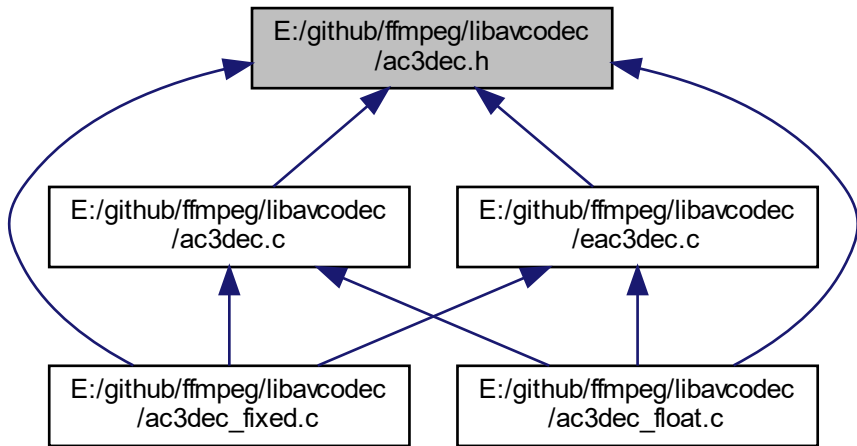 E:/github/ffmpeg/libavcodec
/ac3dec.h
E:/github/ffmpeg/libavcodec
/ac3dec.c
E:/github/ffmpeg/libavcodec
/eac3dec.c
E:/github/ffmpeg/libavcodec
/ac3dec_fixed.c
E:/github/ffmpeg/libavcodec
/ac3dec_float.c